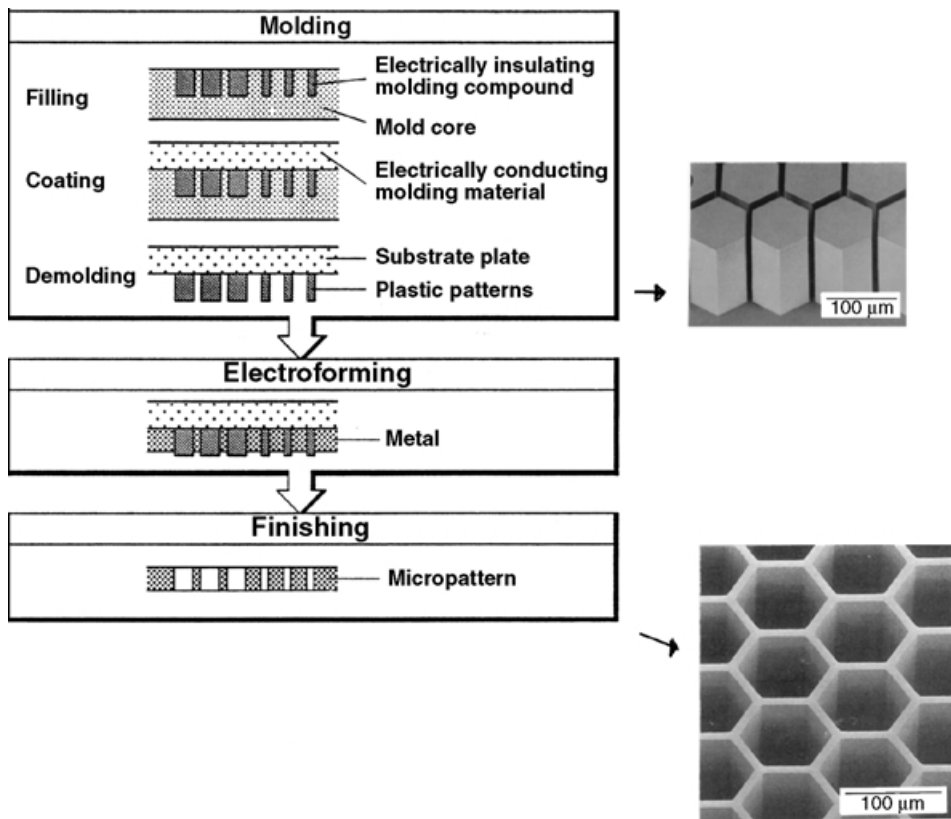 Molding
Filling
Electrically insulating
molding compound
Mold core
Coating
Electrically conducting
molding material
Demolding
Substrate plate
Plastic patterns
100 μm
Electroforming
Metal
Finishing
Micropattern
100 μm